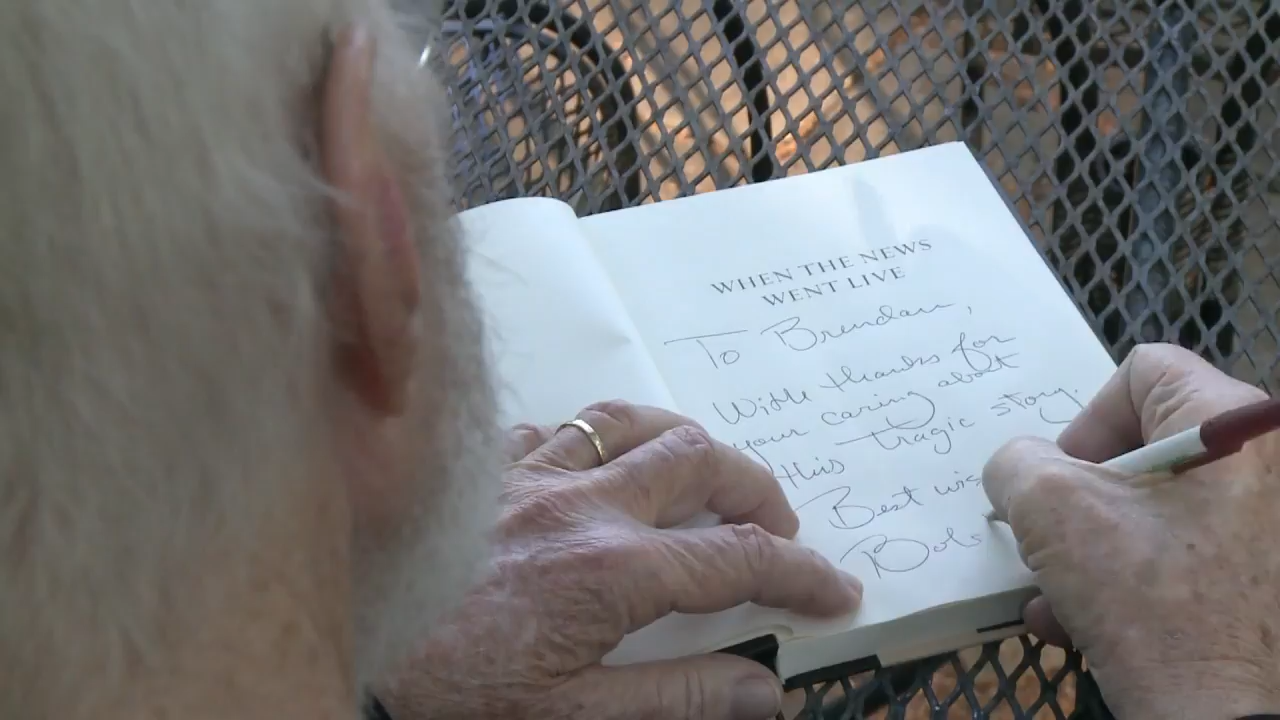 WHEN THE NEWS
WENT LIVE
To Brendan,
With thanks for
your caring about
this tragic story.
Best wis
Bob